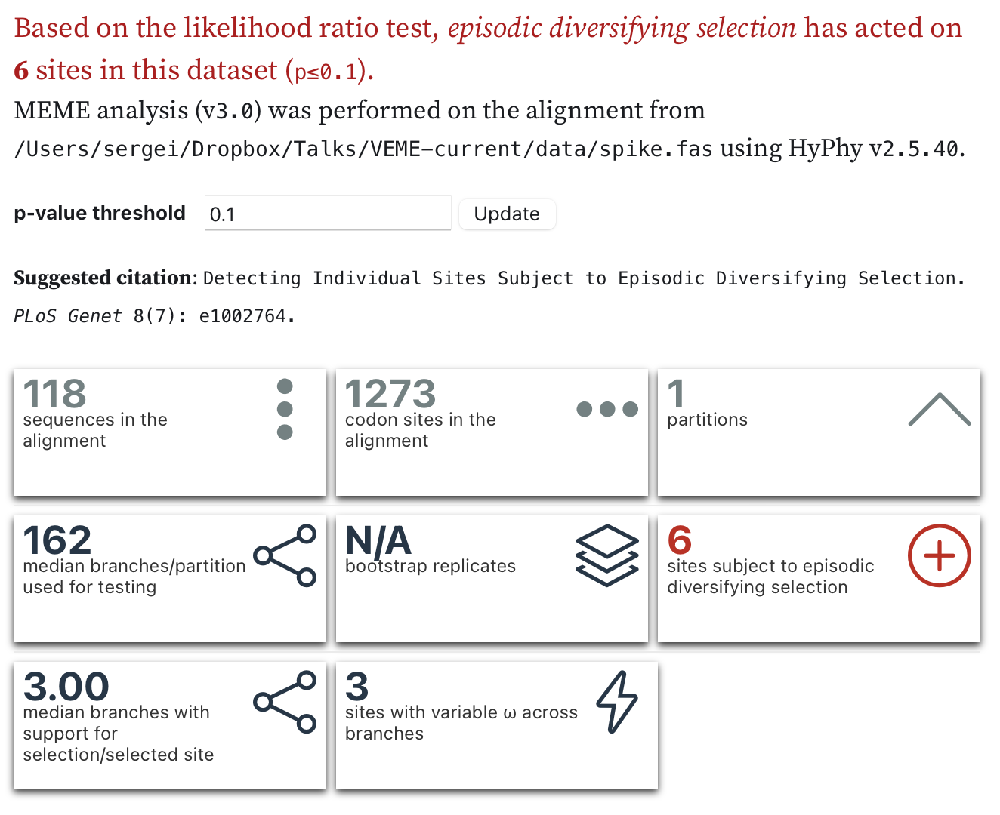 Based on the likelihood ratio test, episodic diversifying selection has acted on
6 sites in this dataset (p≤0.1).
MEME analysis (v3.0) was performed on the alignment from
/Users/sergei/Dropbox/Talks/VEME-current/data/spike.fas using HyPhy v2.5.40.
p-value threshold 0.1 Update
Suggested citation: Detecting Individual Sites Subject to Episodic Diversifying Selection.
PLoS Genet 8(7): e1002764.
118
sequences in the
alignment
1273
codon sites in the
alignment
1
partitions
162
median branches/partition
used for testing
N/A
bootstrap replicates
6
sites subject to episodic
diversifying selection
3.00
median branches with
support for
selection/selected site
3
sites with variable ω across
branches